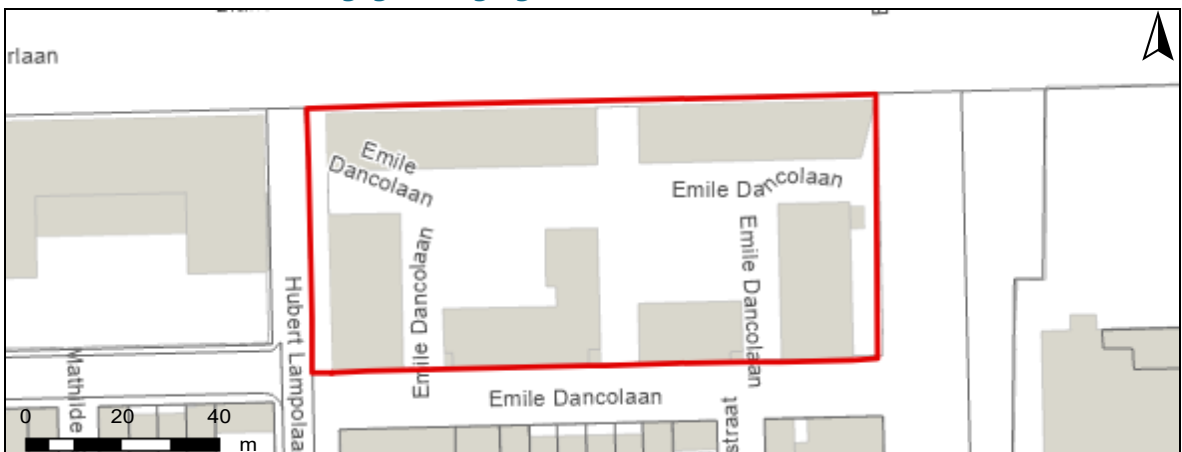 rlaan
Emile
Dancolaan
Emile Dancolaan
Emile Dancolaan
Emile Dancolaan
Hubert Lampolaa
Mathilde
Emile Dancolaan
straat
0 20 40
m